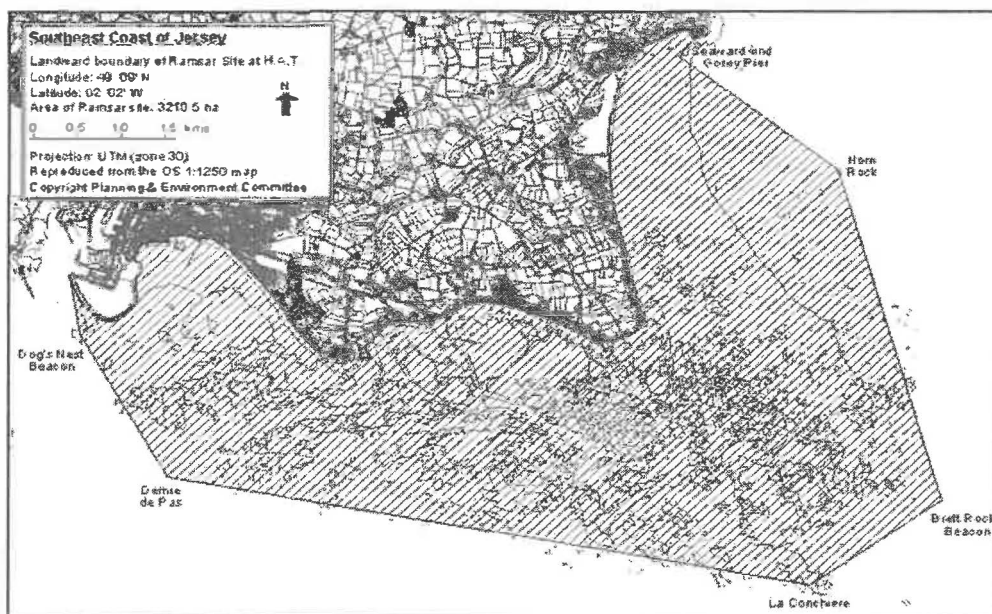 Southeast Coast of Jersey
Landward boundary of Ramsar Site at H.A.T
Longitude: 49° 09' N
Latitude: 02° 02' W
Area of Ramsar site: 3210.5 ha
N
0 0.5 1.0 1.5 kms
Projection: UTM (zone 30)
Reproduced from the OS 1:1250 map
Copyright Planning & Environment Committee
Seaward end
Gorey Pier
Horn
Rock
Dog's Nest
Beacon
Demie
de Pas
Brett Rock
Beacon
La Conchiere